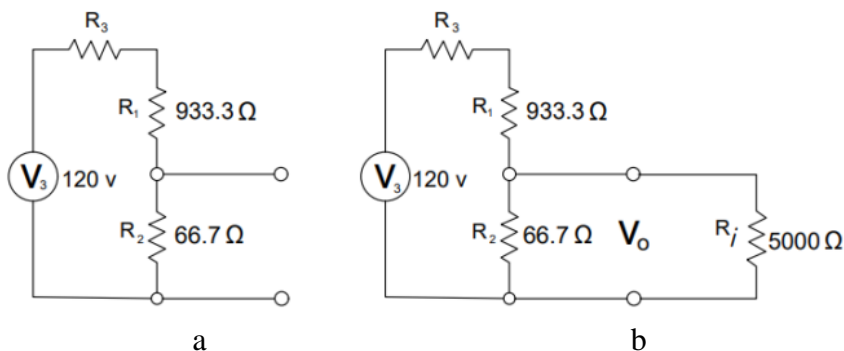 R₃
R₁ 933.3 Ω
V₃ 120 v
R₂ 66.7 Ω
a
R₃
R₁ 933.3 Ω
V₃ 120 v
R₂ 66.7 Ω Vₒ Rᵢ 5000 Ω
b